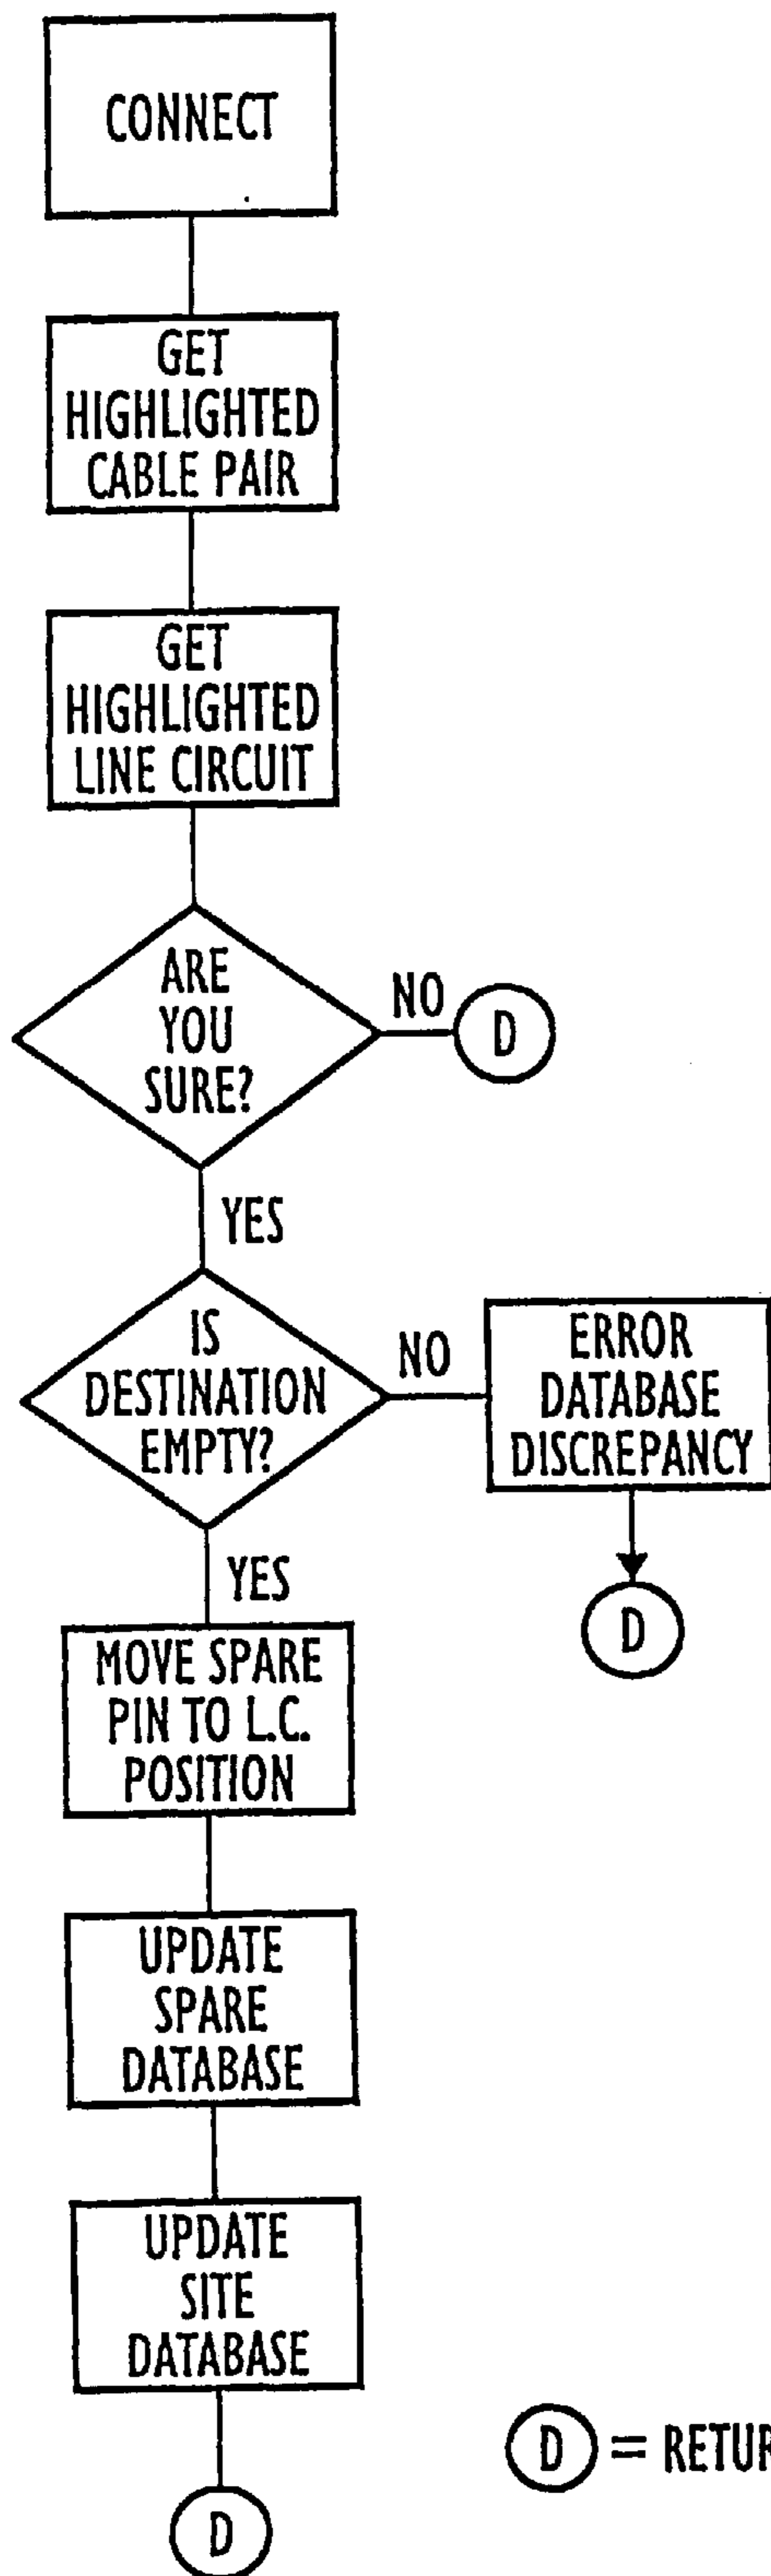 CONNECT
GET
HIGHLIGHTED
CABLE PAIR
GET
HIGHLIGHTED
LINE CIRCUIT
ARE
YOU
SURE?
NO
D
YES
IS
DESTINATION
EMPTY?
NO
ERROR
DATABASE
DISCREPANCY
D
YES
MOVE SPARE
PIN TO L.C.
POSITION
UPDATE
SPARE
DATABASE
UPDATE
SITE
DATABASE
D
D =